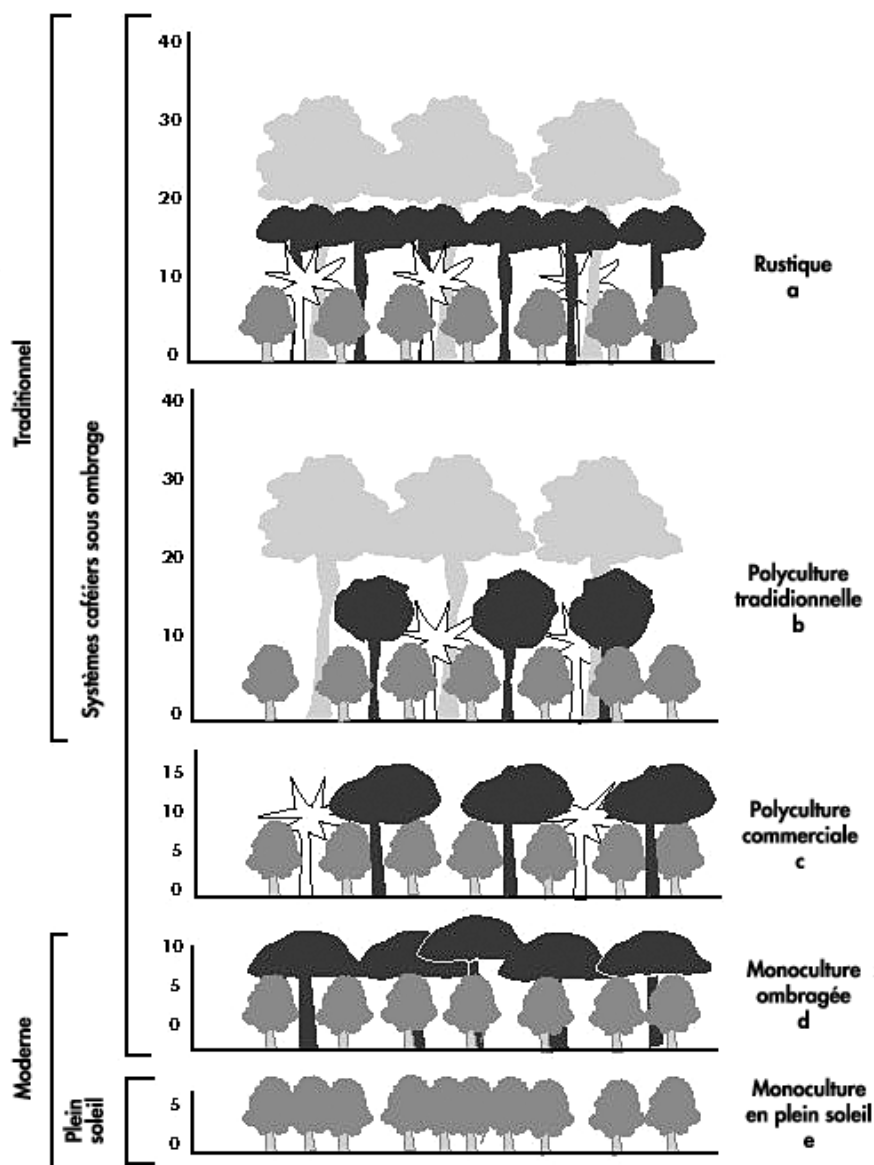 Traditionnel
Systèmes caféiers sous ombrage
40
30
20
10
0
Rustique
a
40
30
20
10
0
Polyculture
tradidionnelle
b
15
10
5
0
Polyculture
commerciale
c
Moderne
10
5
0
Monoculture
ombragée
d
Plein
soleil
5
0
Monoculture
en plein soleil
e